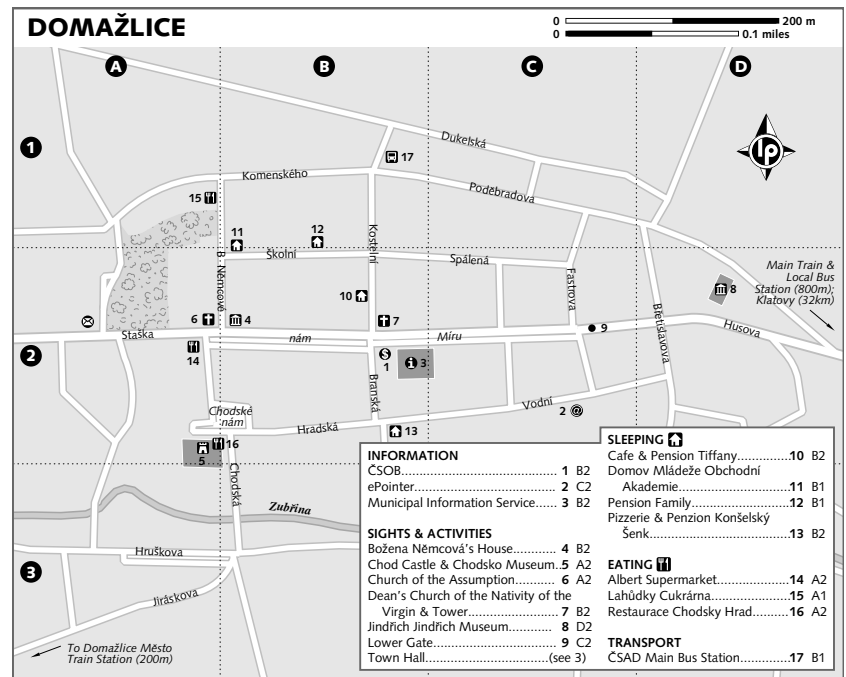 DOMAŽLICE
0 200 m
0 0.1 miles
A B C D
1
Dukelská
lp
17
Komenského
Poděbradova
15
11
12
Kostelní
B Němcové
Školní
Spálená
Fastrova
Main Train &
Local Bus
Station (800m);
Klatovy (32km)
10
8
Břetislavova
6 4 7
9
Husova
Staška
nám
Míru
2
14
$
1
i 3
Branská
Chodské
nám
Vodní
2 @
Hradská
13
16
5
Chodská
Zubřina
Hruškova
3
Jiráskova
To Domažlice Město
Train Station (200m)
INFORMATION
ČSOB.............................. 1 B2
ePointer........................... 2 C2
Municipal Information Service...... 3 B2
SIGHTS & ACTIVITIES
Božena Němcová's House............ 4 B2
Chod Castle & Chodsko Museum..5 A2
Church of the Assumption........... 6 A2
Dean's Church of the Nativity of the
Virgin & Tower..................... 7 B2
Jindřich Jindřich Museum........... 8 D2
Lower Gate......................... 9 C2
Town Hall.........................(see 3)
SLEEPING
Cafe & Pension Tiffany............10 B2
Domov Mládeže Obchodní
Akademie.........................11 B1
Pension Family....................12 B1
Pizzerie & Penzion Konšelský
Šenk..............................13 B2
EATING
Albert Supermarket................14 A2
Lahůdky Cukrárna..................15 A1
Restaurace Chodsky Hrad..........16 A2
TRANSPORT
ČSAD Main Bus Station............17 B1